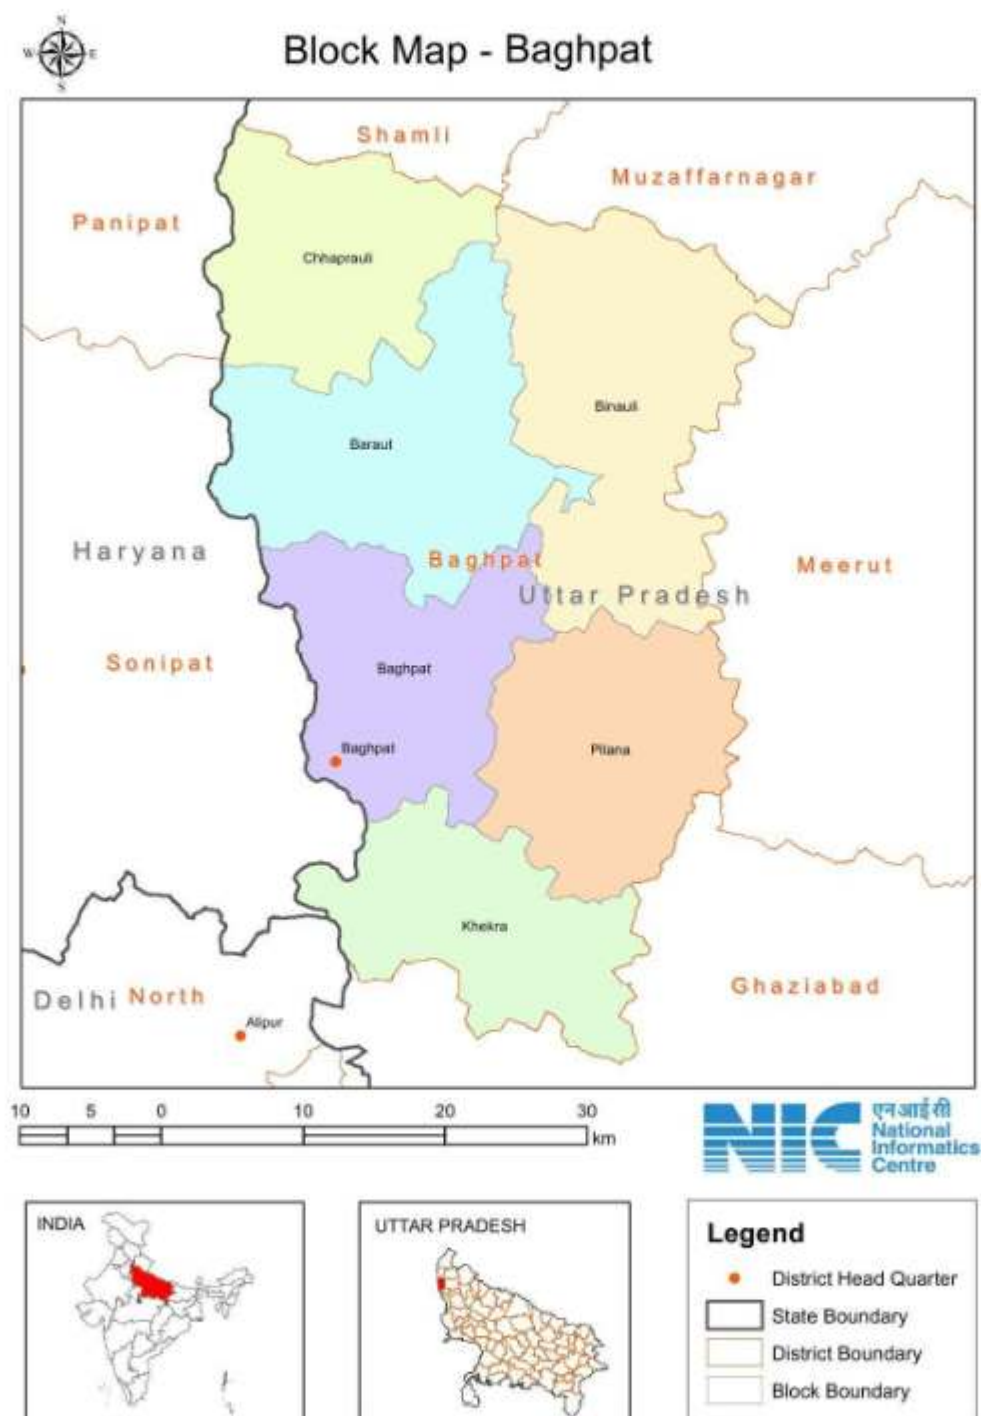 N
W E
S
Block Map - Baghpat
Shamli
Muzaffarnagar
Panipat
Chhaprauli
Binauli
Baraut
Haryana
Baghpat
Meerut
Uttar Pradesh
Sonipat
Baghpat
Baghpat
Pilana
Khekra
Ghaziabad
Delhi North
Alipur
10 5 0 10 20 30
km
NIC
एनआईसी
National
Informatics
Centre
INDIA
UTTAR PRADESH
Legend
District Head Quarter
State Boundary
District Boundary
Block Boundary